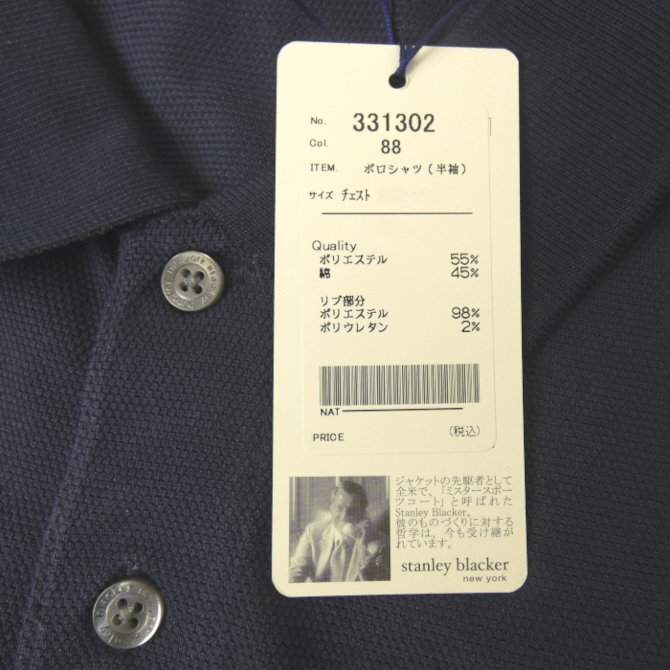 No. 331302
Col. 88
ITEM. ポロシャツ(半袖)
サイズ チェスト
Quality
ポリエステル 55%
綿 45%
リブ部分
ポリエステル 98%
ポリウレタン 2%
NAT
PRICE (税込)
ジャケットの先駆者として
全米で、「ミスタースポー
ツコート」と呼ばれた
Stanley Blacker。
彼のものづくりに対する
哲学は、今も受け継が
れています。
stanley blacker
new york